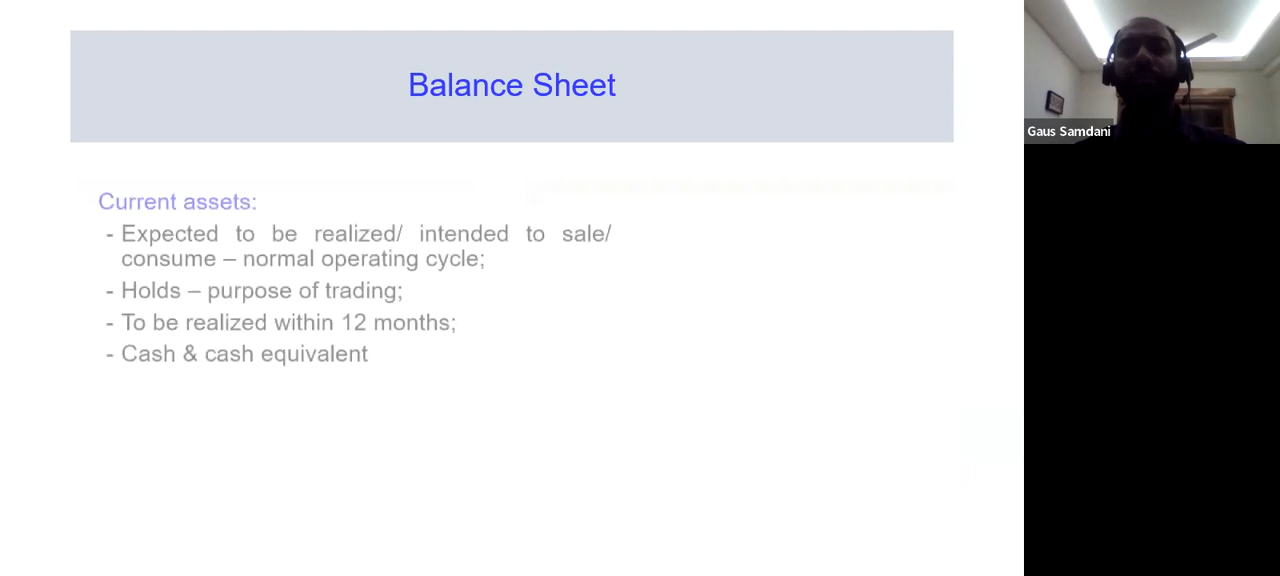 Balance Sheet
Current assets:
- Expected to be realized/ intended to sale/
consume – normal operating cycle;
- Holds – purpose of trading;
- To be realized within 12 months;
- Cash & cash equivalent
Gaus Samdani